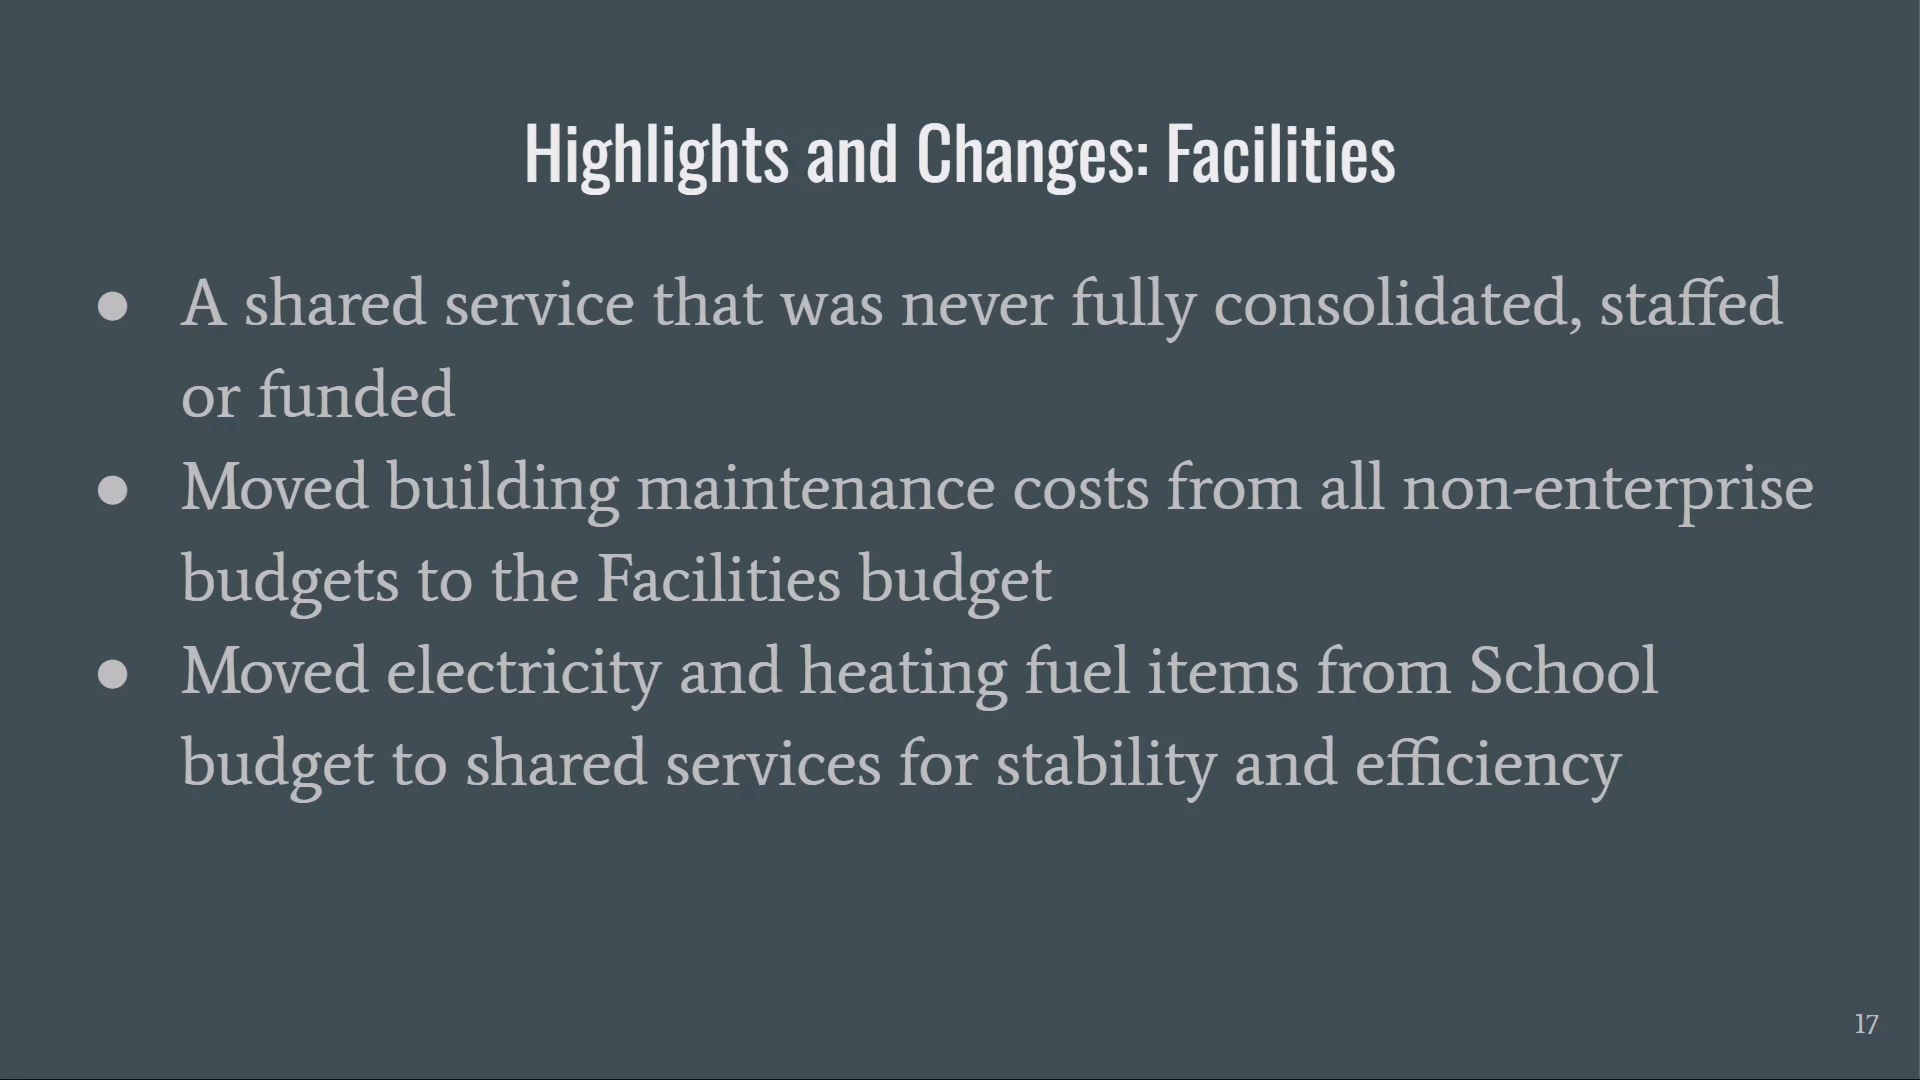 Highlights and Changes: Facilities
● A shared service that was never fully consolidated, staffed
or funded
● Moved building maintenance costs from all non-enterprise
budgets to the Facilities budget
● Moved electricity and heating fuel items from School
budget to shared services for stability and efficiency
17